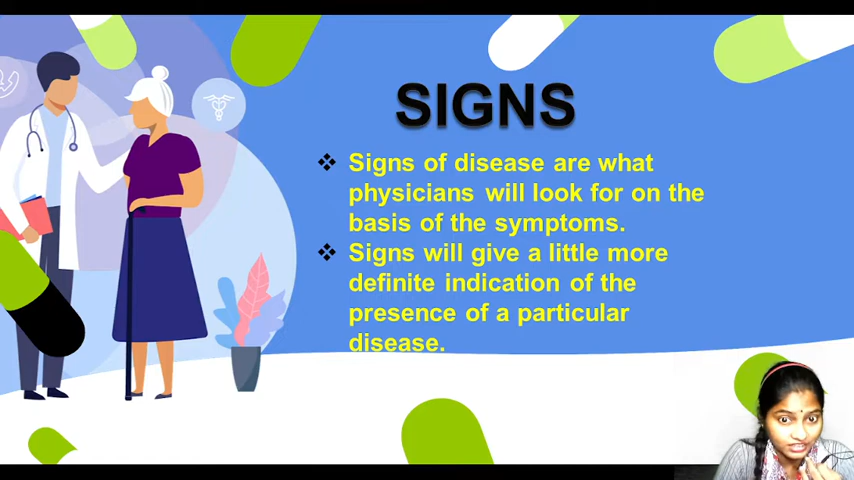 SIGNS
❖ Signs of disease are what
physicians will look for on the
basis of the symptoms.
❖ Signs will give a little more
definite indication of the
presence of a particular
disease.